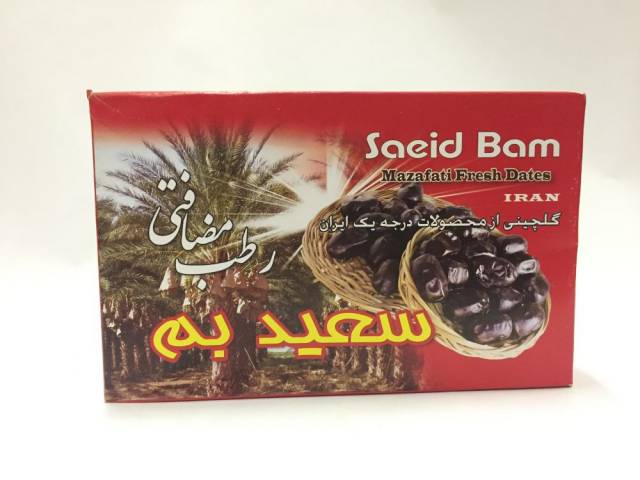 Saeid Bam
Mazafati Fresh Dates
IRAN
گلچینی از محصولات درجه یک ایران
رطب مضافتی
سعید بم